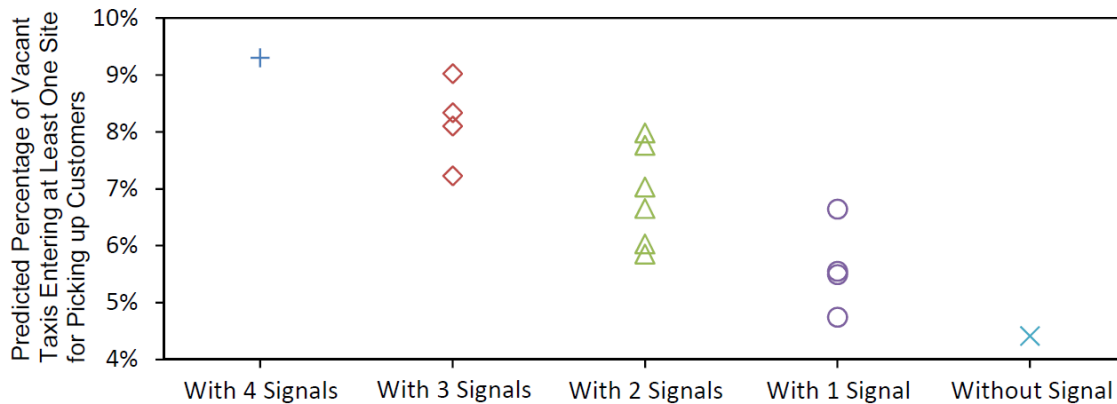 Predicted Percentage of Vacant
Taxis Entering at Least One Site
for Picking up Customers
10%
9%
8%
7%
6%
5%
4%
With 4 Signals
With 3 Signals
With 2 Signals
With 1 Signal
Without Signal